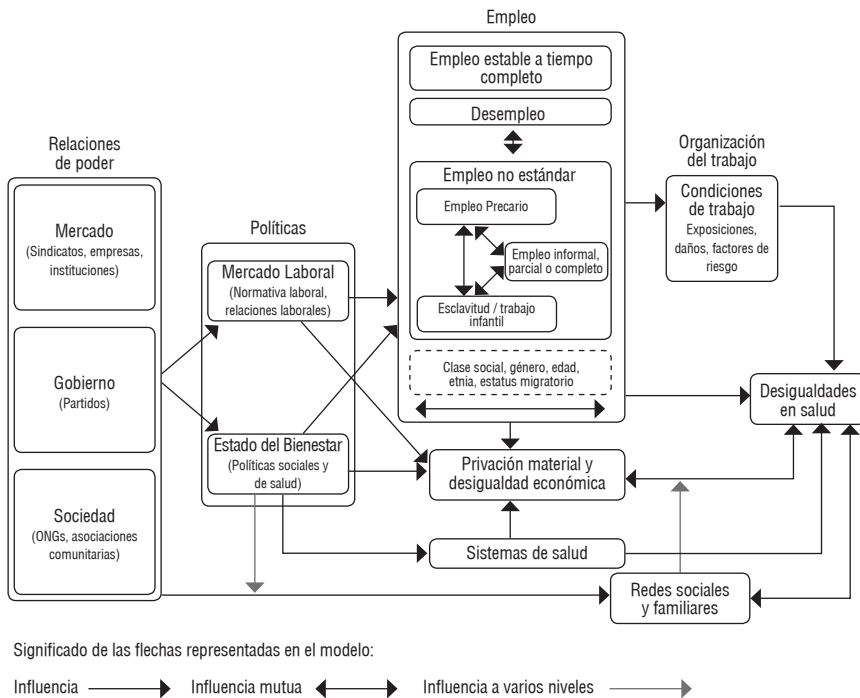 Relaciones
de poder
Mercado
(Sindicatos, empresas,
instituciones)
Gobierno
(Partidos)
Sociedad
(ONGs, asociaciones
comunitarias)
Políticas
Mercado Laboral
(Normativa laboral,
relaciones laborales)
Estado del Bienestar
(Políticas sociales y
de salud)
Empleo
Empleo estable a tiempo
completo
Desempleo
Empleo no estándar
Empleo Precario
Empleo informal,
parcial o completo
Esclavitud / trabajo
infantil
Clase social, género, edad,
etnia, estatus migratorio
Privación material y
desigualdad económica
Sistemas de salud
Organización
del trabajo
Condiciones
de trabajo
Exposiciones,
daños, factores de
riesgo
Desigualdades
en salud
Redes sociales
y familiares
Significado de las flechas representadas en el modelo:
Influencia
Influencia mutua
Influencia a varios niveles